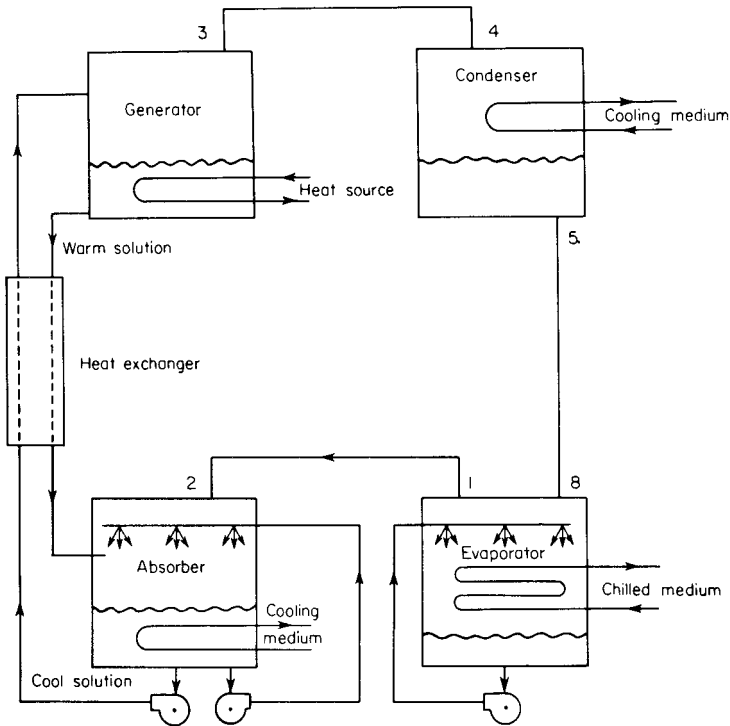 3
4
Generator
Condenser
Cooling medium
Heat source
5.
Warm solution
Heat exchanger
2
1
8
Absorber
Evaporator
Cooling
medium
Chilled medium
Cool solution